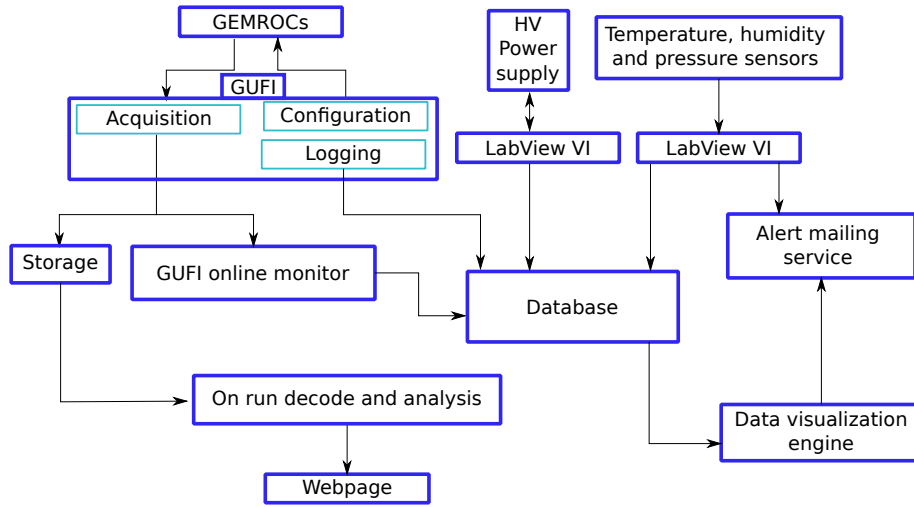 GEMROCs
HV
Power
supply
Temperature, humidity
and pressure sensors
GUFI
Acquisition
Configuration
Logging
LabView VI
LabView VI
Storage
GUFI online monitor
Database
Alert mailing
service
On run decode and analysis
Data visualization
engine
Webpage